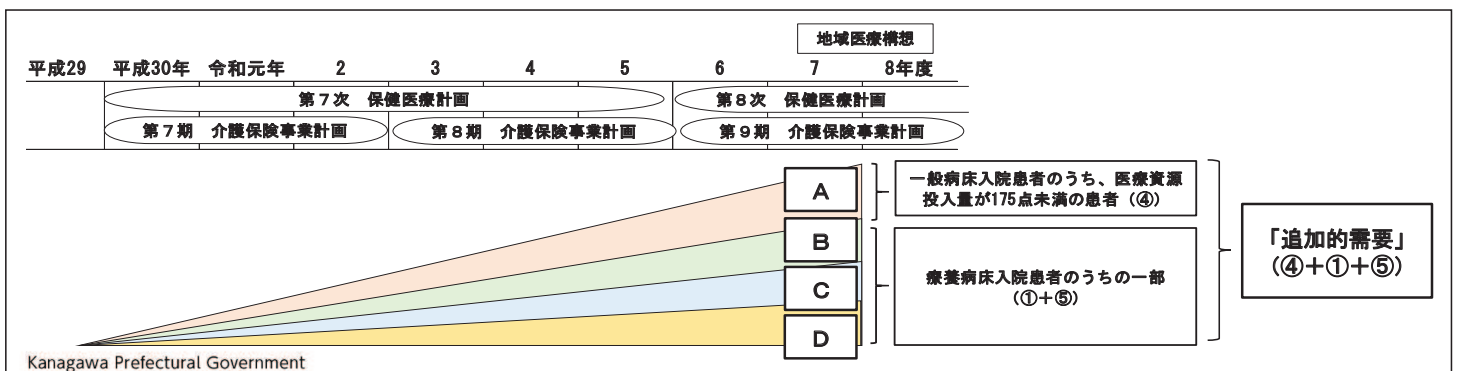 地域医療構想
平成29 平成30年 令和元年 2 3 4 5 6 7 8年度
第7次 保健医療計画 第8次 保健医療計画
第7期 介護保険事業計画 第8期 介護保険事業計画 第9期 介護保険事業計画
A
一般病床入院患者のうち、医療資源
投入量が175点未満の患者（④）
B
C
D
療養病床入院患者のうちの一部
（①＋⑤）
「追加的需要」
（④＋①＋⑤）
Kanagawa Prefectural Government